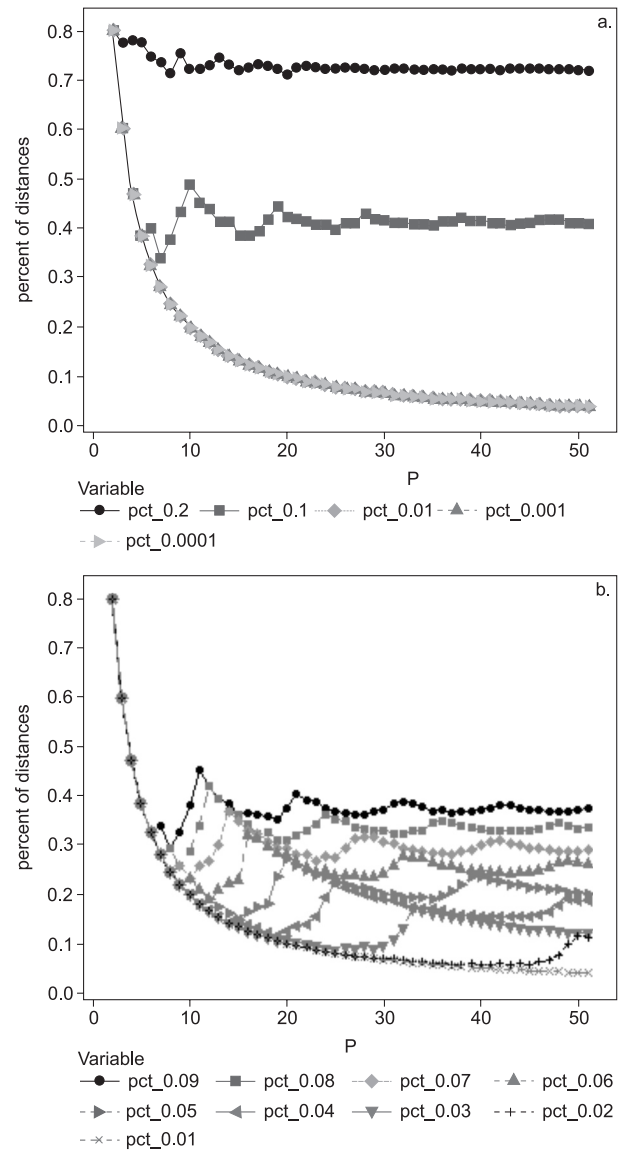 a.
0.8
0.7
0.6
0.5
0.4
0.3
0.2
0.1
0.0
percent of distances
0 10 20 30 40 50
P
Variable
pct_0.2 pct_0.1 pct_0.01 pct_0.001
pct_0.0001
b.
0.8
0.7
0.6
0.5
0.4
0.3
0.2
0.1
0.0
percent of distances
0 10 20 30 40 50
P
Variable
pct_0.09 pct_0.08 pct_0.07 pct_0.06
pct_0.05 pct_0.04 pct_0.03 pct_0.02
pct_0.01